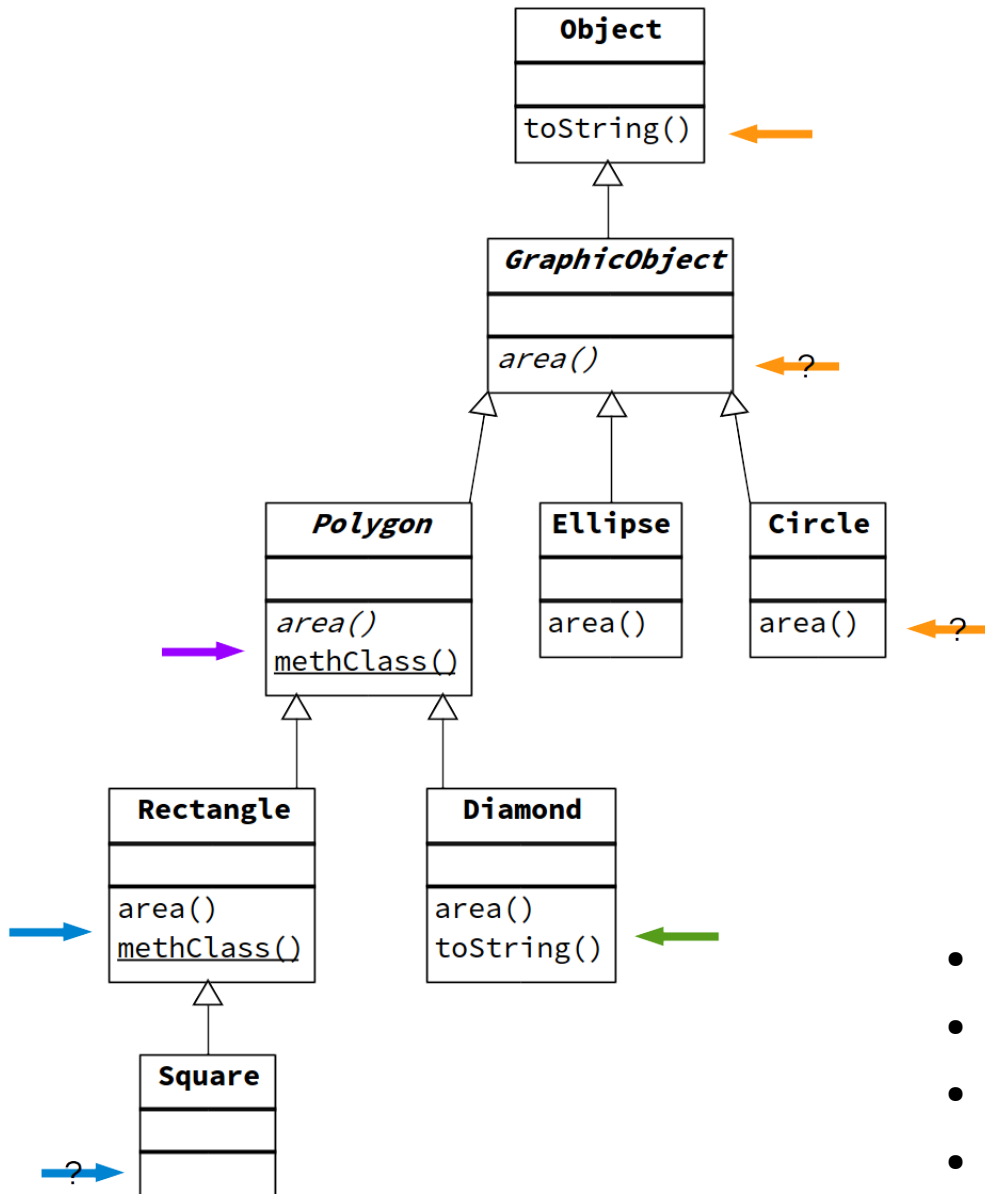 Object
toString()
GraphicObject
area()
?
Polygon
area()
methClass()
Ellipse
area()
Circle
area()
?
Rectangle
area()
methClass()
Diamond
area()
toString()
•
•
•
•
Square
?